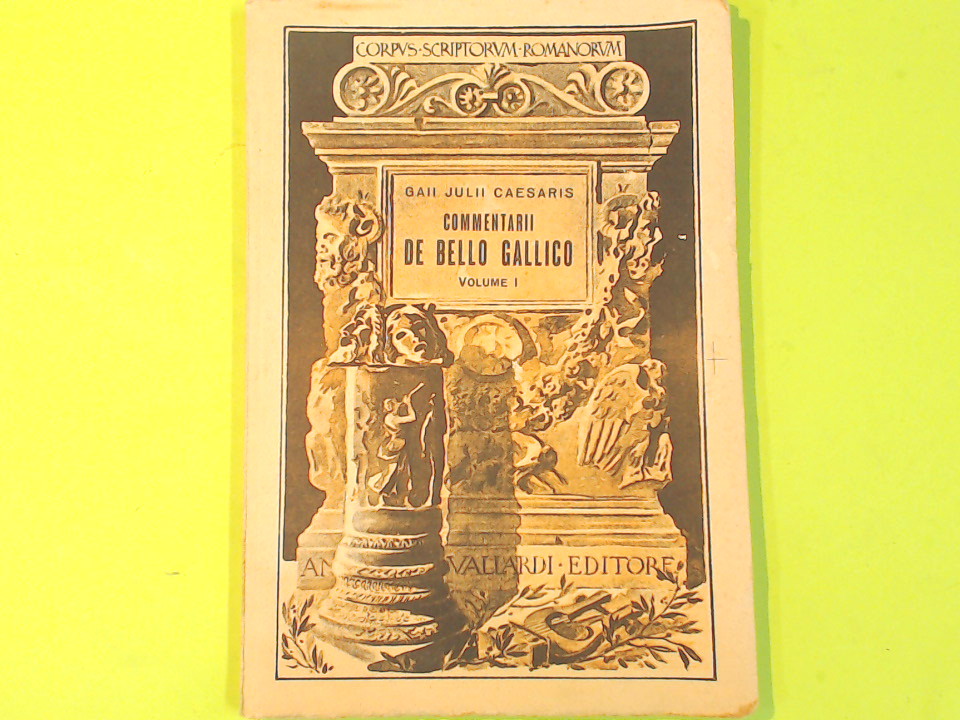 CORPVS·SCRIPTORVM·ROMANORVM
GAII JULII CAESARIS
COMMENTARII
DE BELLO GALLICO
VOLUME I
VALLARDI·EDITORE